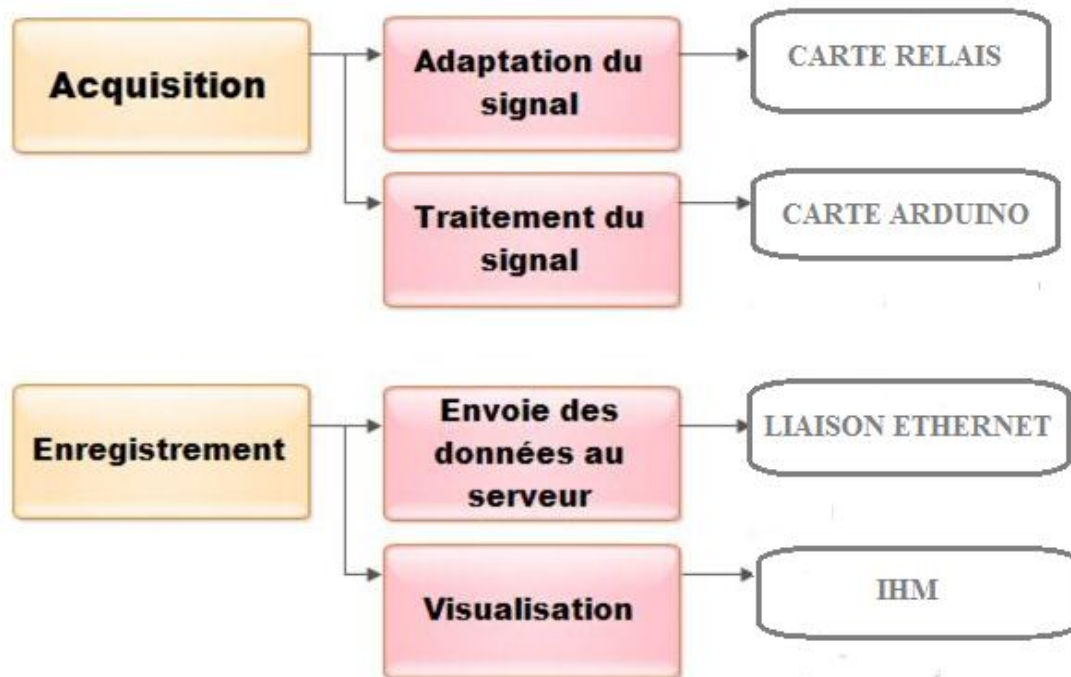 Acquisition
Adaptation du
signal
CARTE RELAIS
Traitement du
signal
CARTE ARDUINO
Enregistrement
Envoie des
données au
serveur
LIAISON ETHERNET
Visualisation
IHM